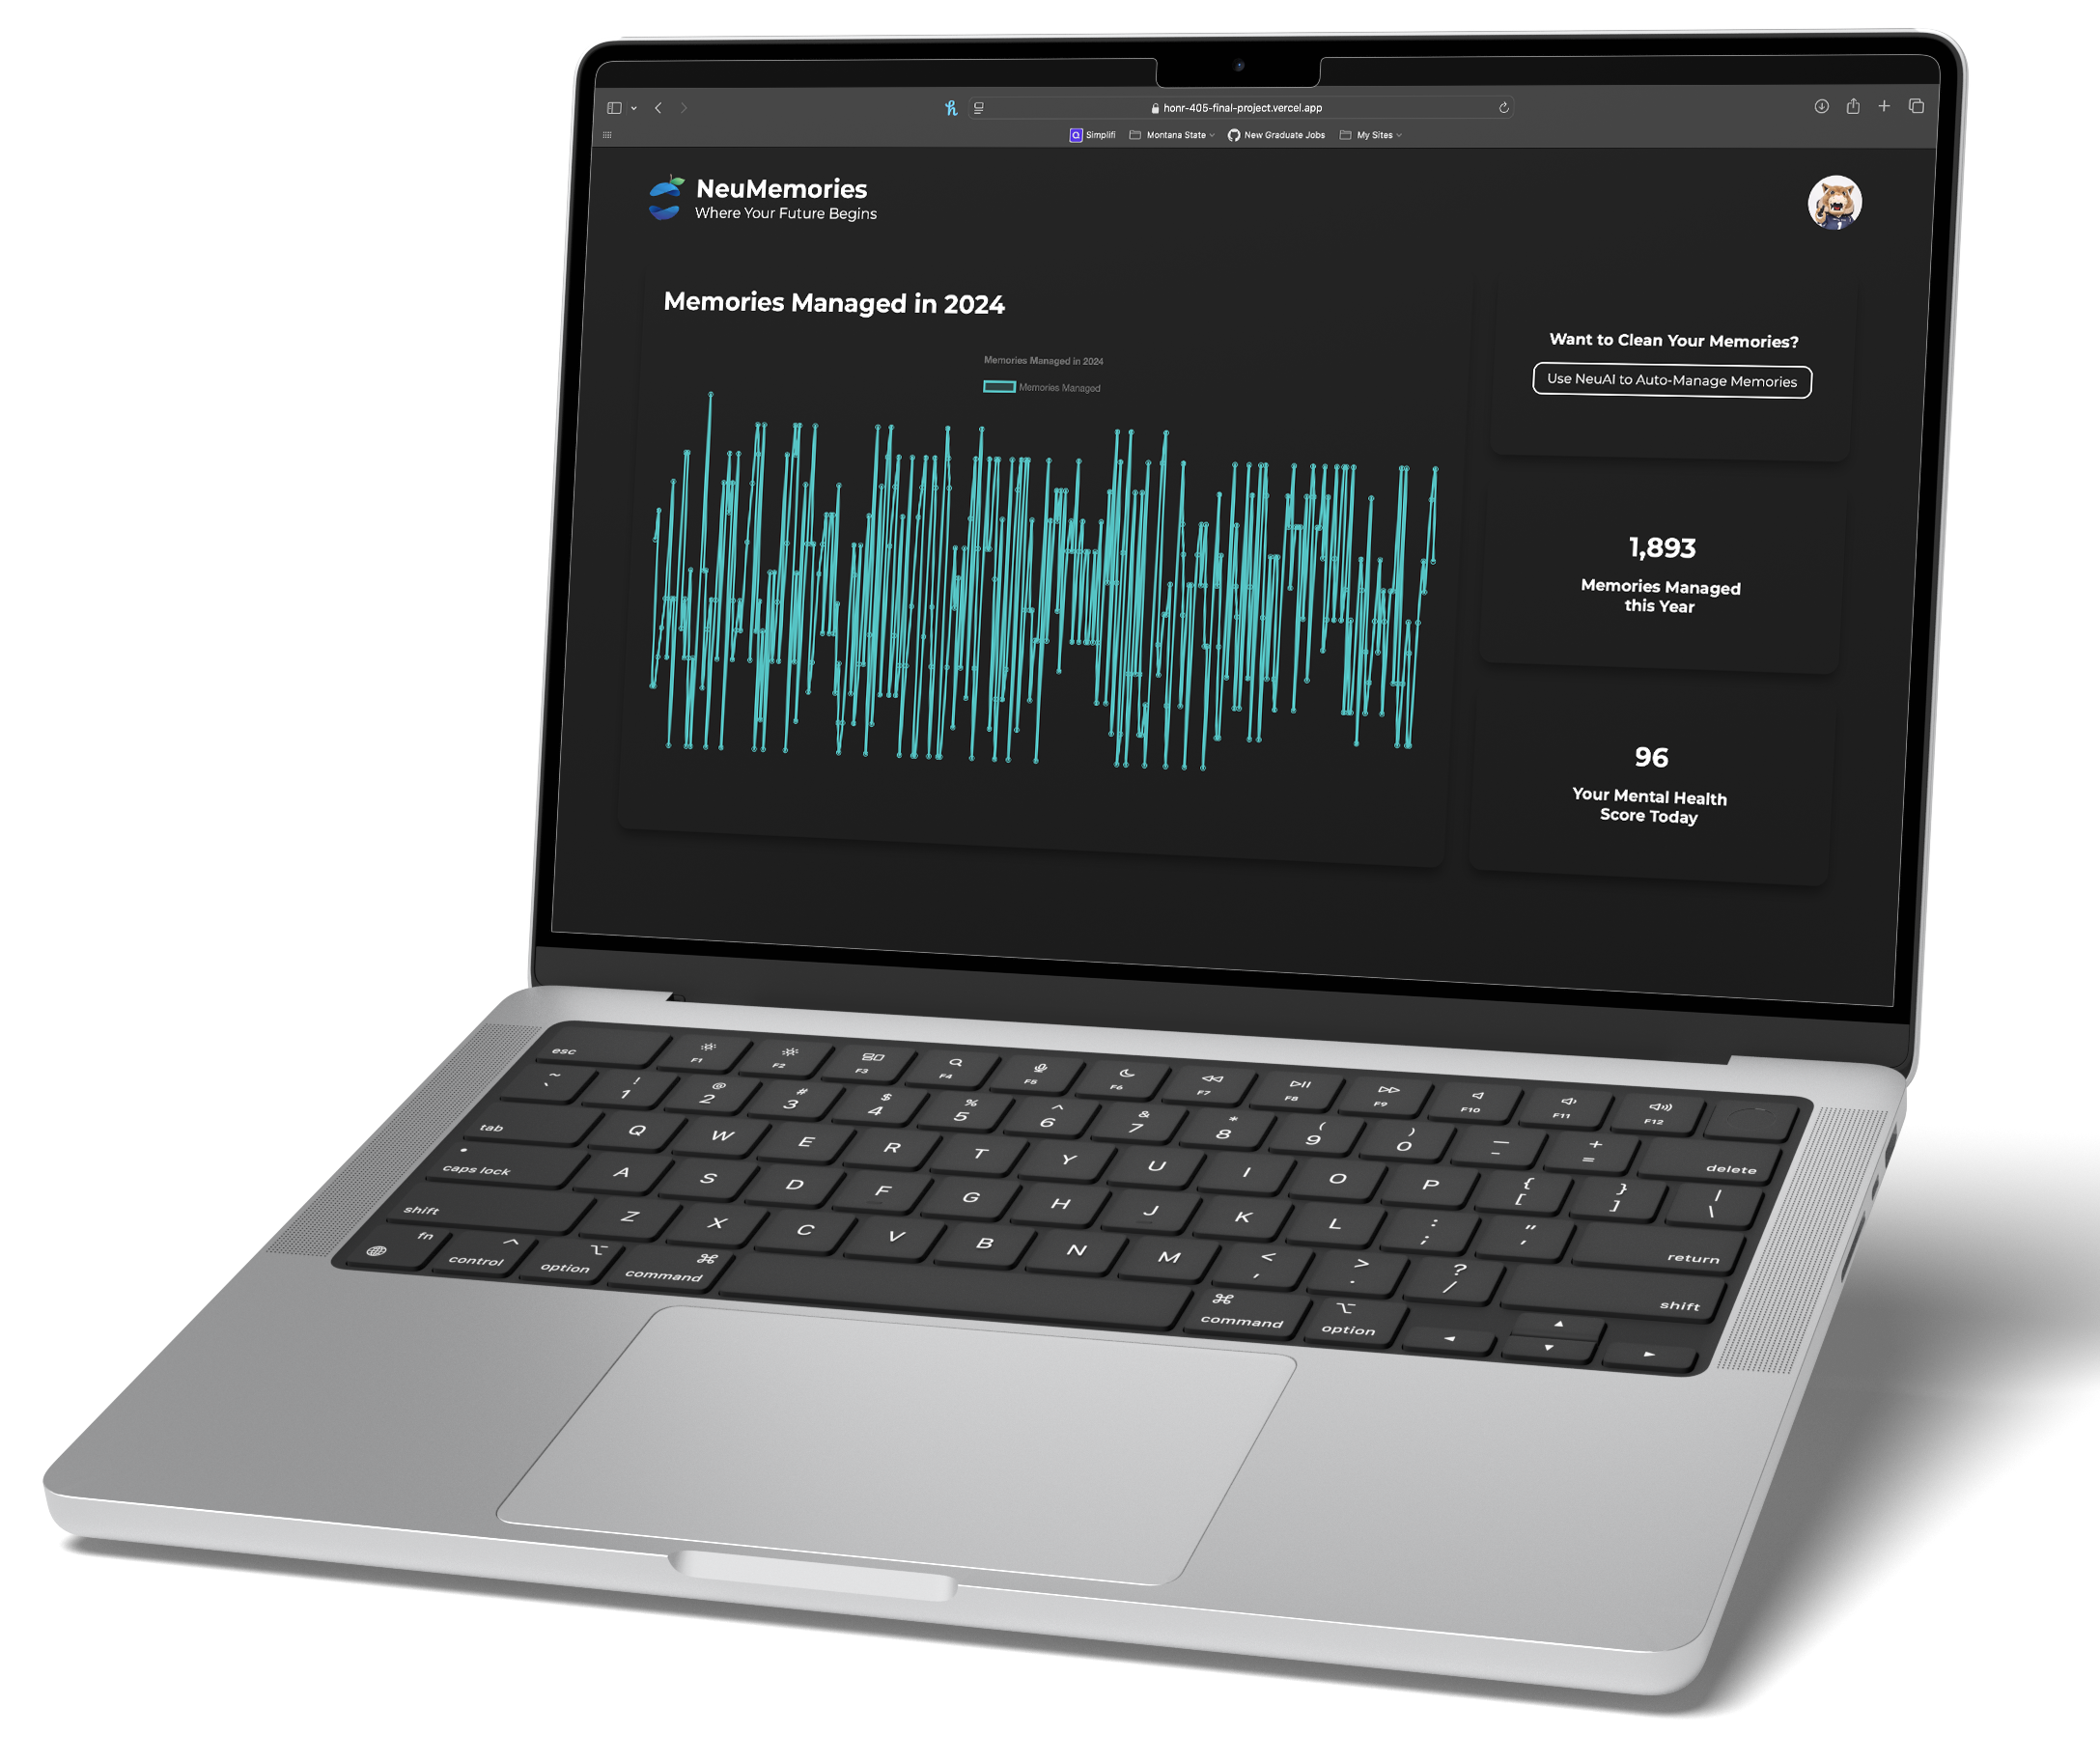 honr-405-final-project.vercel.app
Simplifi Montana State New Graduate Jobs My Sites
NeuMemories
Where Your Future Begins
Memories Managed in 2024
Memories Managed in 2024
Memories Managed
Want to Clean Your Memories?
Use NeuAI to Auto-Manage Memories
1,893
Memories Managed
this Year
96
Your Mental Health
Score Today
esc F1 F2 F3 F4 F5 F6 F7 F8 F9 F10 F11 F12
~ ! @ # $ % ^ & * ( ) — +
` 1 2 3 4 5 6 7 8 9 0 - = delete
tab Q W E R T Y U I O P { [ } ] | \
caps lock A S D F G H J K L : ; " ' return
shift Z X C V B N M < , > . ? / shift
fn control option command command option